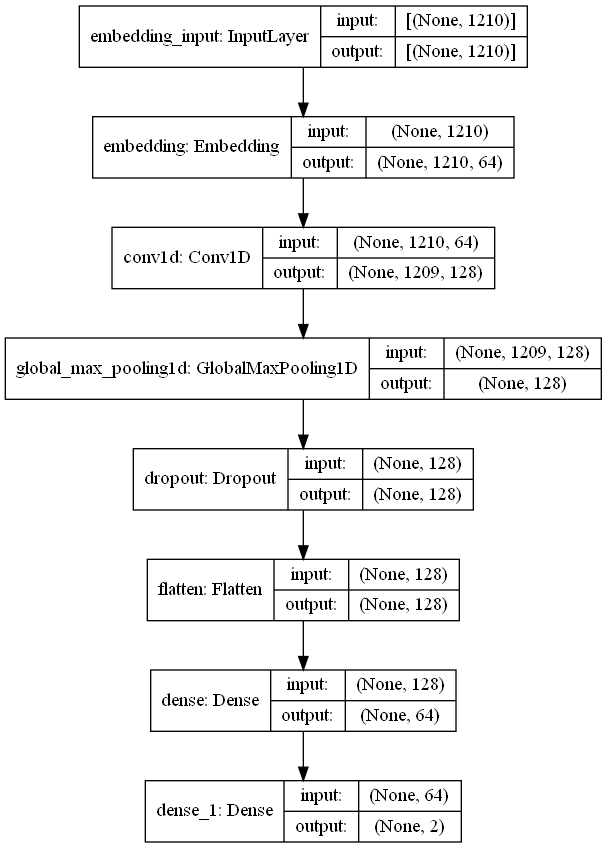 embedding_input: InputLayer
input:
[(None, 1210)]
output:
[(None, 1210)]
embedding: Embedding
input:
(None, 1210)
output:
(None, 1210, 64)
conv1d: Conv1D
input:
(None, 1210, 64)
output:
(None, 1209, 128)
global_max_pooling1d: GlobalMaxPooling1D
input:
(None, 1209, 128)
output:
(None, 128)
dropout: Dropout
input:
(None, 128)
output:
(None, 128)
flatten: Flatten
input:
(None, 128)
output:
(None, 128)
dense: Dense
input:
(None, 128)
output:
(None, 64)
dense_1: Dense
input:
(None, 64)
output:
(None, 2)